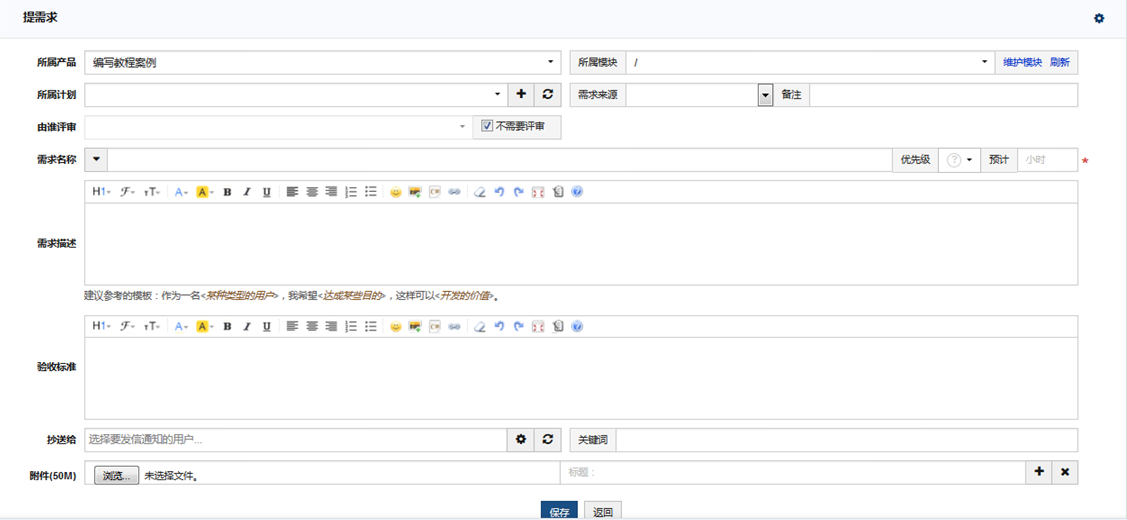 提需求
所属产品 编写教程案例 所属模块 / 维护模块 刷新
所属计划 需求来源 备注
由谁评审 不需要评审
需求名称 优先级 ? 预计 小时 *
H1 F тT A A B I U
需求描述
建议参考的模板：作为一名<某种类型的用户>，我希望<达成某些目的>，这样可以<开发的价值>。
H1 F тT A A B I U
验收标准
抄送给 选择要发信通知的用户... 关键词
附件(50M) 浏览... 未选择文件。 标题：
保存 返回